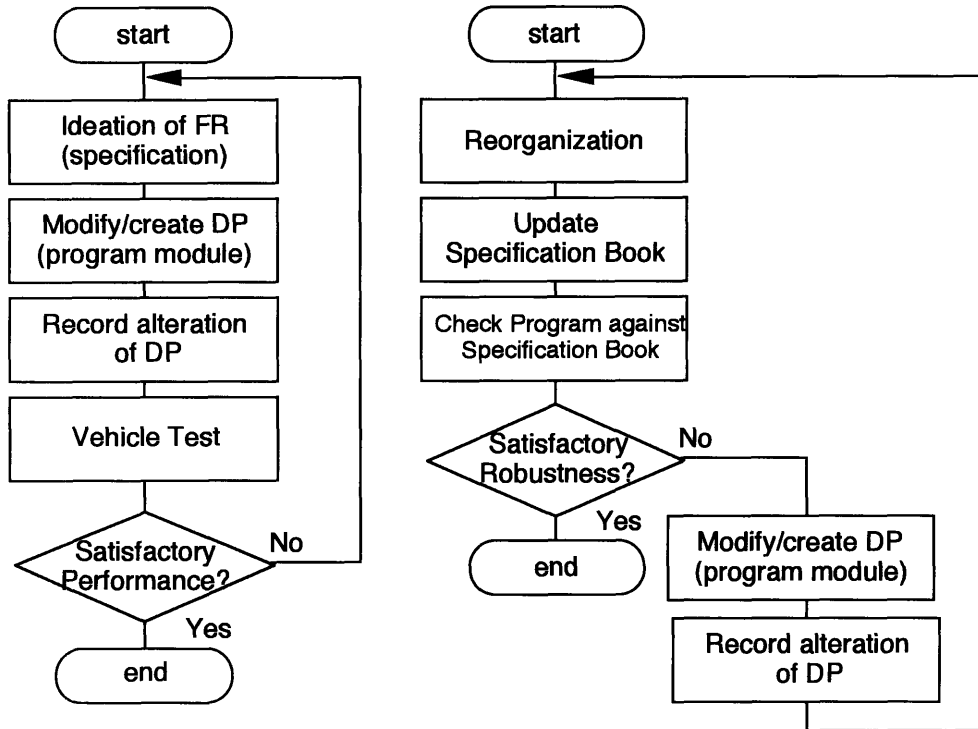 start
Ideation of FR
(specification)
Modify/create DP
(program module)
Record alteration
of DP
Vehicle Test
Satisfactory
Performance?
No
Yes
end
start
Reorganization
Update
Specification Book
Check Program against
Specification Book
Satisfactory
Robustness?
No
Yes
end
Modify/create DP
(program module)
Record alteration
of DP